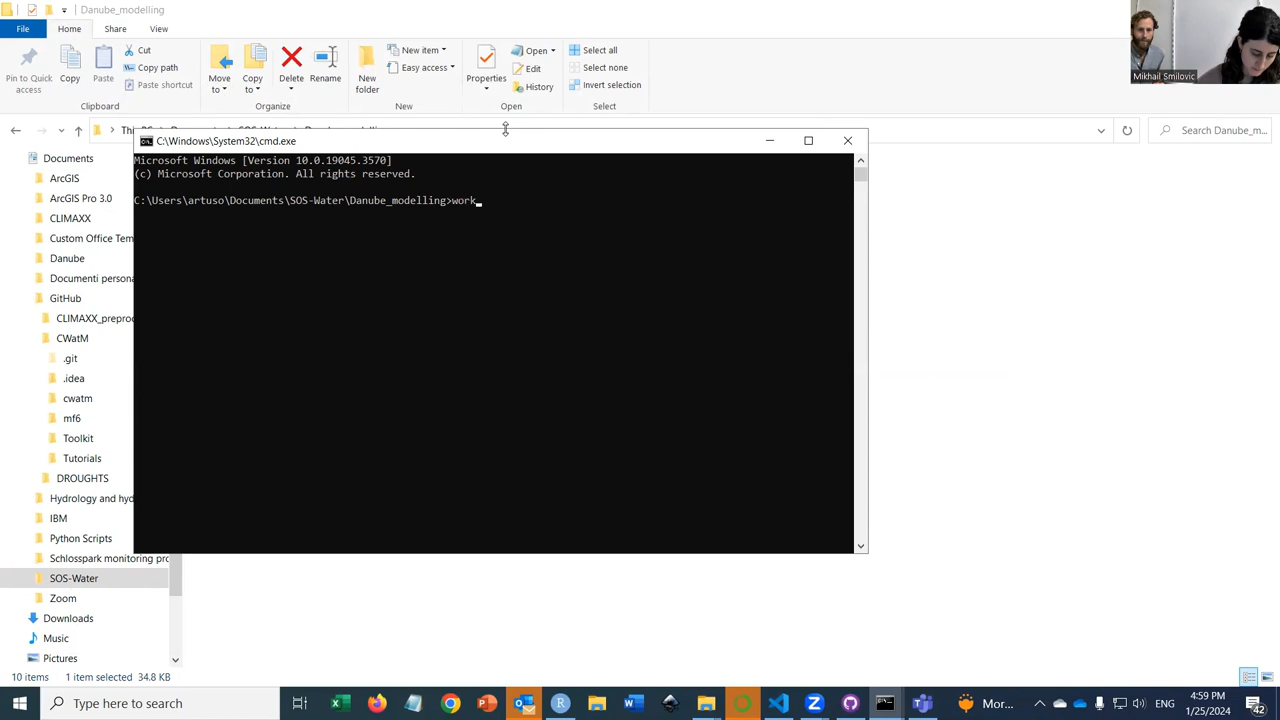 Danube_modelling
File
Home
Share
View
Pin to Quick access
Copy
Paste
Cut
Copy path
Paste shortcut
Clipboard
Move to
Copy to
Delete
Rename
Organize
New folder
New item
Easy access
New
Properties
Open
Edit
History
Open
Select all
Select none
Invert selection
Select
Mikhail Smilovic
Search Danube_m...
Documents
ArcGIS
ArcGIS Pro 3.0
CLIMAXX
Custom Office Tem
Danube
Documenti persona
GitHub
CLIMAXX_preproc
CWatM
.git
.idea
cwatm
mf6
Toolkit
Tutorials
DROUGHTS
Hydrology and hyd
IBM
Python Scripts
Schlosspark monitoring pro
SOS-Water
Zoom
Downloads
Music
Pictures
C:\Windows\System32\cmd.exe
Microsoft Windows [Version 10.0.19045.3570]
(c) Microsoft Corporation. All rights reserved.
C:\Users\artuso\Documents\SOS-Water\Danube_modelling>work_
10 items
1 item selected 34.8 KB
Type here to search
Mor...
ENG
4:59 PM
1/25/2024
42